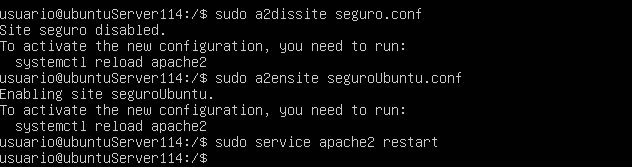 usuario@ubuntuServer114:/$ sudo a2dissite seguro.conf
Site seguro disabled.
To activate the new configuration, you need to run:
  systemctl reload apache2
usuario@ubuntuServer114:/$ sudo a2ensite seguroUbuntu.conf
Enabling site seguroUbuntu.
To activate the new configuration, you need to run:
  systemctl reload apache2
usuario@ubuntuServer114:/$ sudo service apache2 restart
usuario@ubuntuServer114:/$